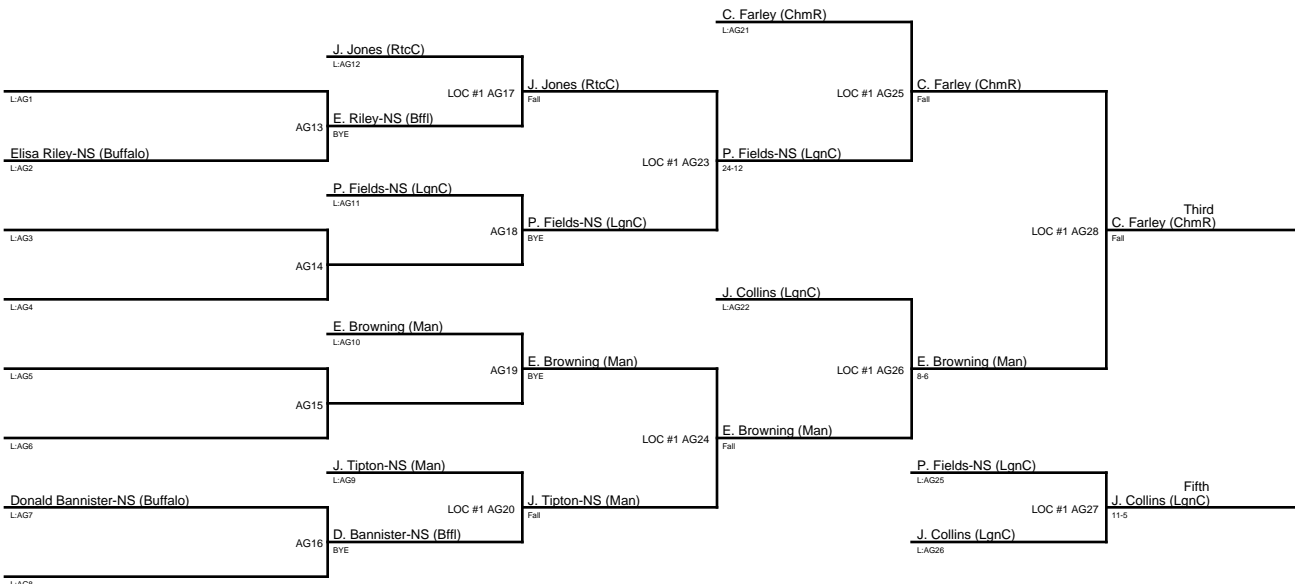 C. Farley (ChmR)
L:AG21
J. Jones (RtcC)
L:AG12
LOC #1 AG17
J. Jones (RtcC)
Fall
LOC #1 AG25
C. Farley (ChmR)
Fall
L:AG1
AG13
E. Riley-NS (Bffl)
BYE
Elisa Riley-NS (Buffalo)
L:AG2
LOC #1 AG23
P. Fields-NS (LgnC)
24-12
P. Fields-NS (LgnC)
L:AG11
AG18
P. Fields-NS (LgnC)
BYE
L:AG3
AG14
L:AG4
LOC #1 AG28
Third
C. Farley (ChmR)
Fall
J. Collins (LgnC)
L:AG22
E. Browning (Man)
L:AG10
AG19
E. Browning (Man)
BYE
LOC #1 AG26
E. Browning (Man)
8-6
L:AG5
AG15
L:AG6
LOC #1 AG24
E. Browning (Man)
Fall
J. Tipton-NS (Man)
L:AG9
LOC #1 AG20
J. Tipton-NS (Man)
Fall
Donald Bannister-NS (Buffalo)
L:AG7
AG16
D. Bannister-NS (Bffl)
BYE
L:AG8
P. Fields-NS (LgnC)
L:AG25
LOC #1 AG27
Fifth
J. Collins (LgnC)
11-5
J. Collins (LgnC)
L:AG26